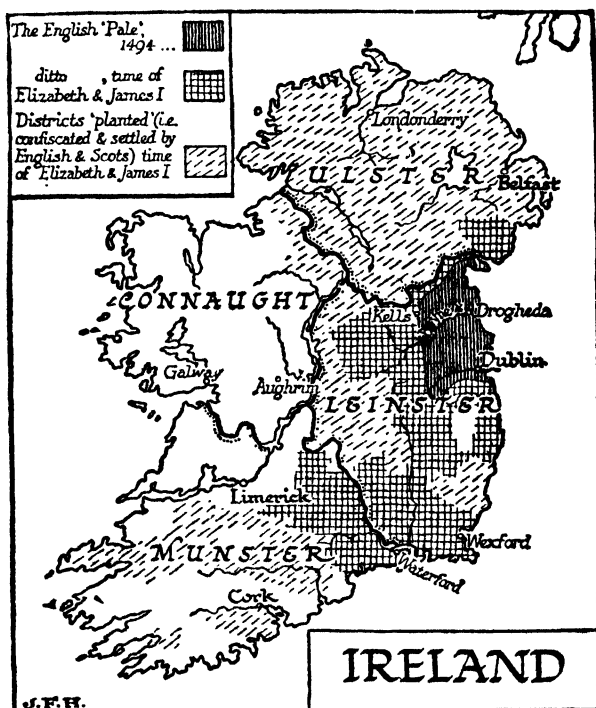 The English 'Pale',
1494 ...
ditto , time of
Elizabeth & James I
Districts 'planted' (i.e.
confiscated & settled by
English & Scots) time
of Elizabeth & James I
Londonderry
ULSTER
Belfast
CONNAUGHT
Kells
Drogheda
Galway
Dublin
Aughrim
LEINSTER
Limerick
Wexford
MUNSTER
Waterford
Cork
IRELAND
J.F.H.